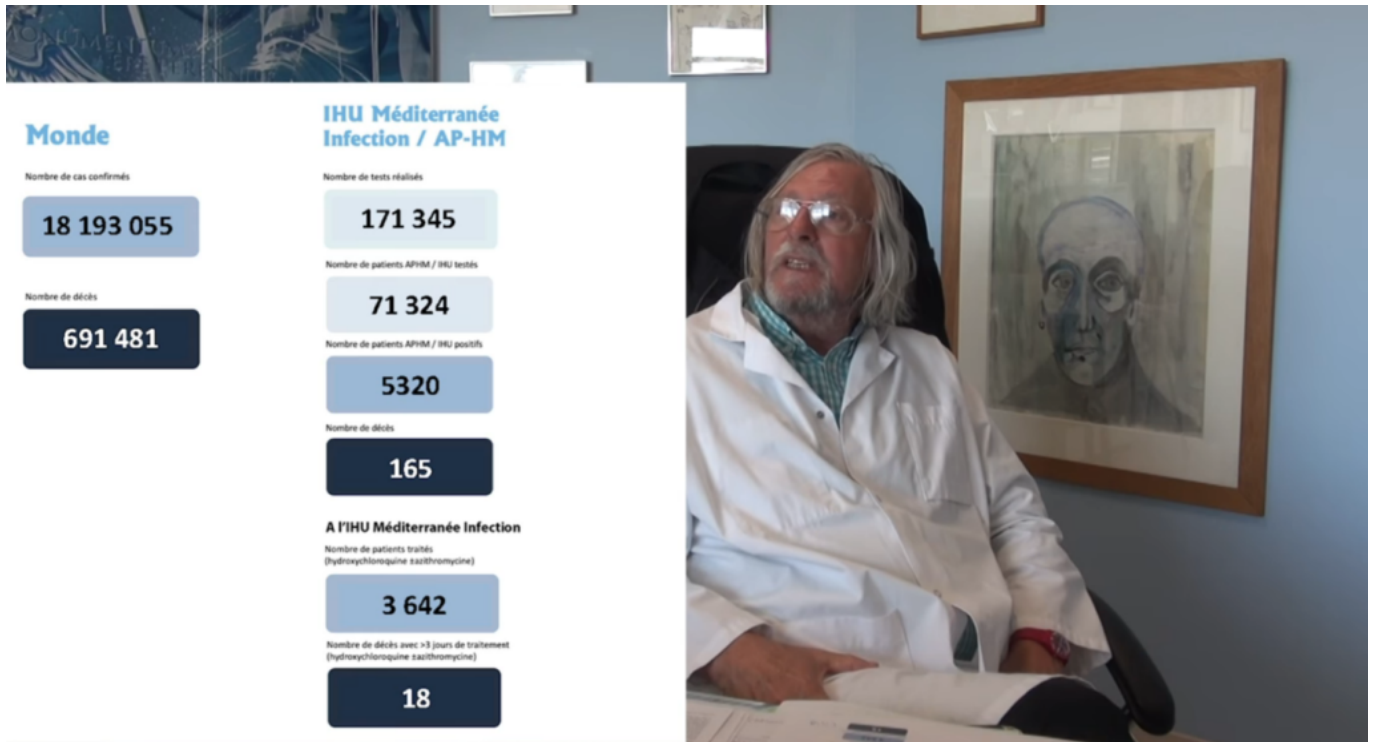 Monde
Nombre de cas confirmés
18 193 055
Nombre de décès
691 481
IHU Méditerranée
Infection / AP-HM
Nombre de tests réalisés
171 345
Nombre de patients APHM / IHU testés
71 324
Nombre de patients APHM / IHU positifs
5320
Nombre de décès
165
A l'IHU Méditerranée Infection
Nombre de patients traités
(hydroxychloroquine ±azithromycine)
3 642
Nombre de décès avec >3 jours de traitement
(hydroxychloroquine ±azithromycine)
18